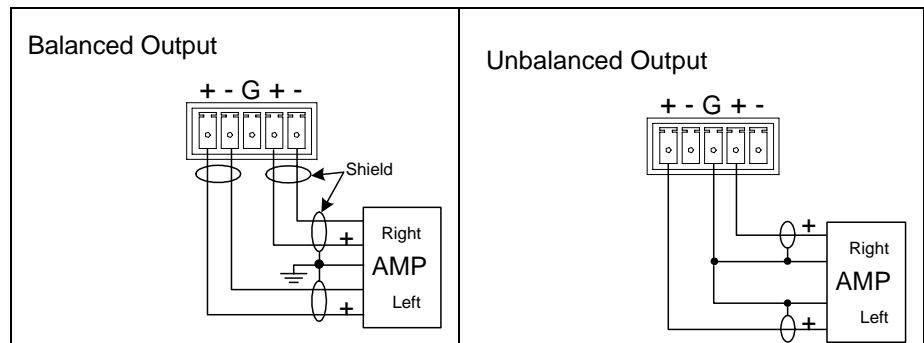 Balanced Output
+ - G + -
Shield
+
Right
AMP
Left
+
Unbalanced Output
+ - G + -
+
Right
AMP
Left
+